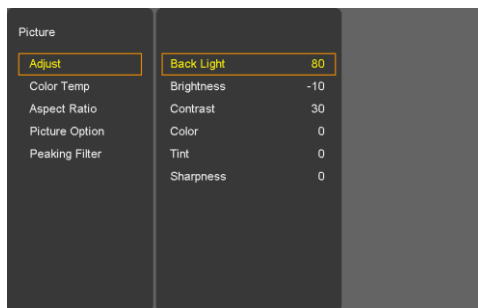 Picture
Adjust
Color Temp
Aspect Ratio
Picture Option
Peaking Filter
Back Light 80
Brightness -10
Contrast 30
Color 0
Tint 0
Sharpness 0